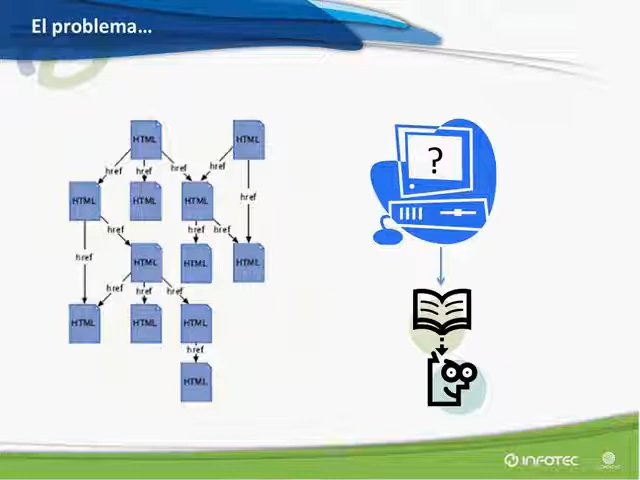 El problema...
HTML HTML
href href href href
HTML HTML HTML href
href href href
href HTML HTML HTML
href href href
HTML HTML HTML
href
HTML
?
INFOTEC